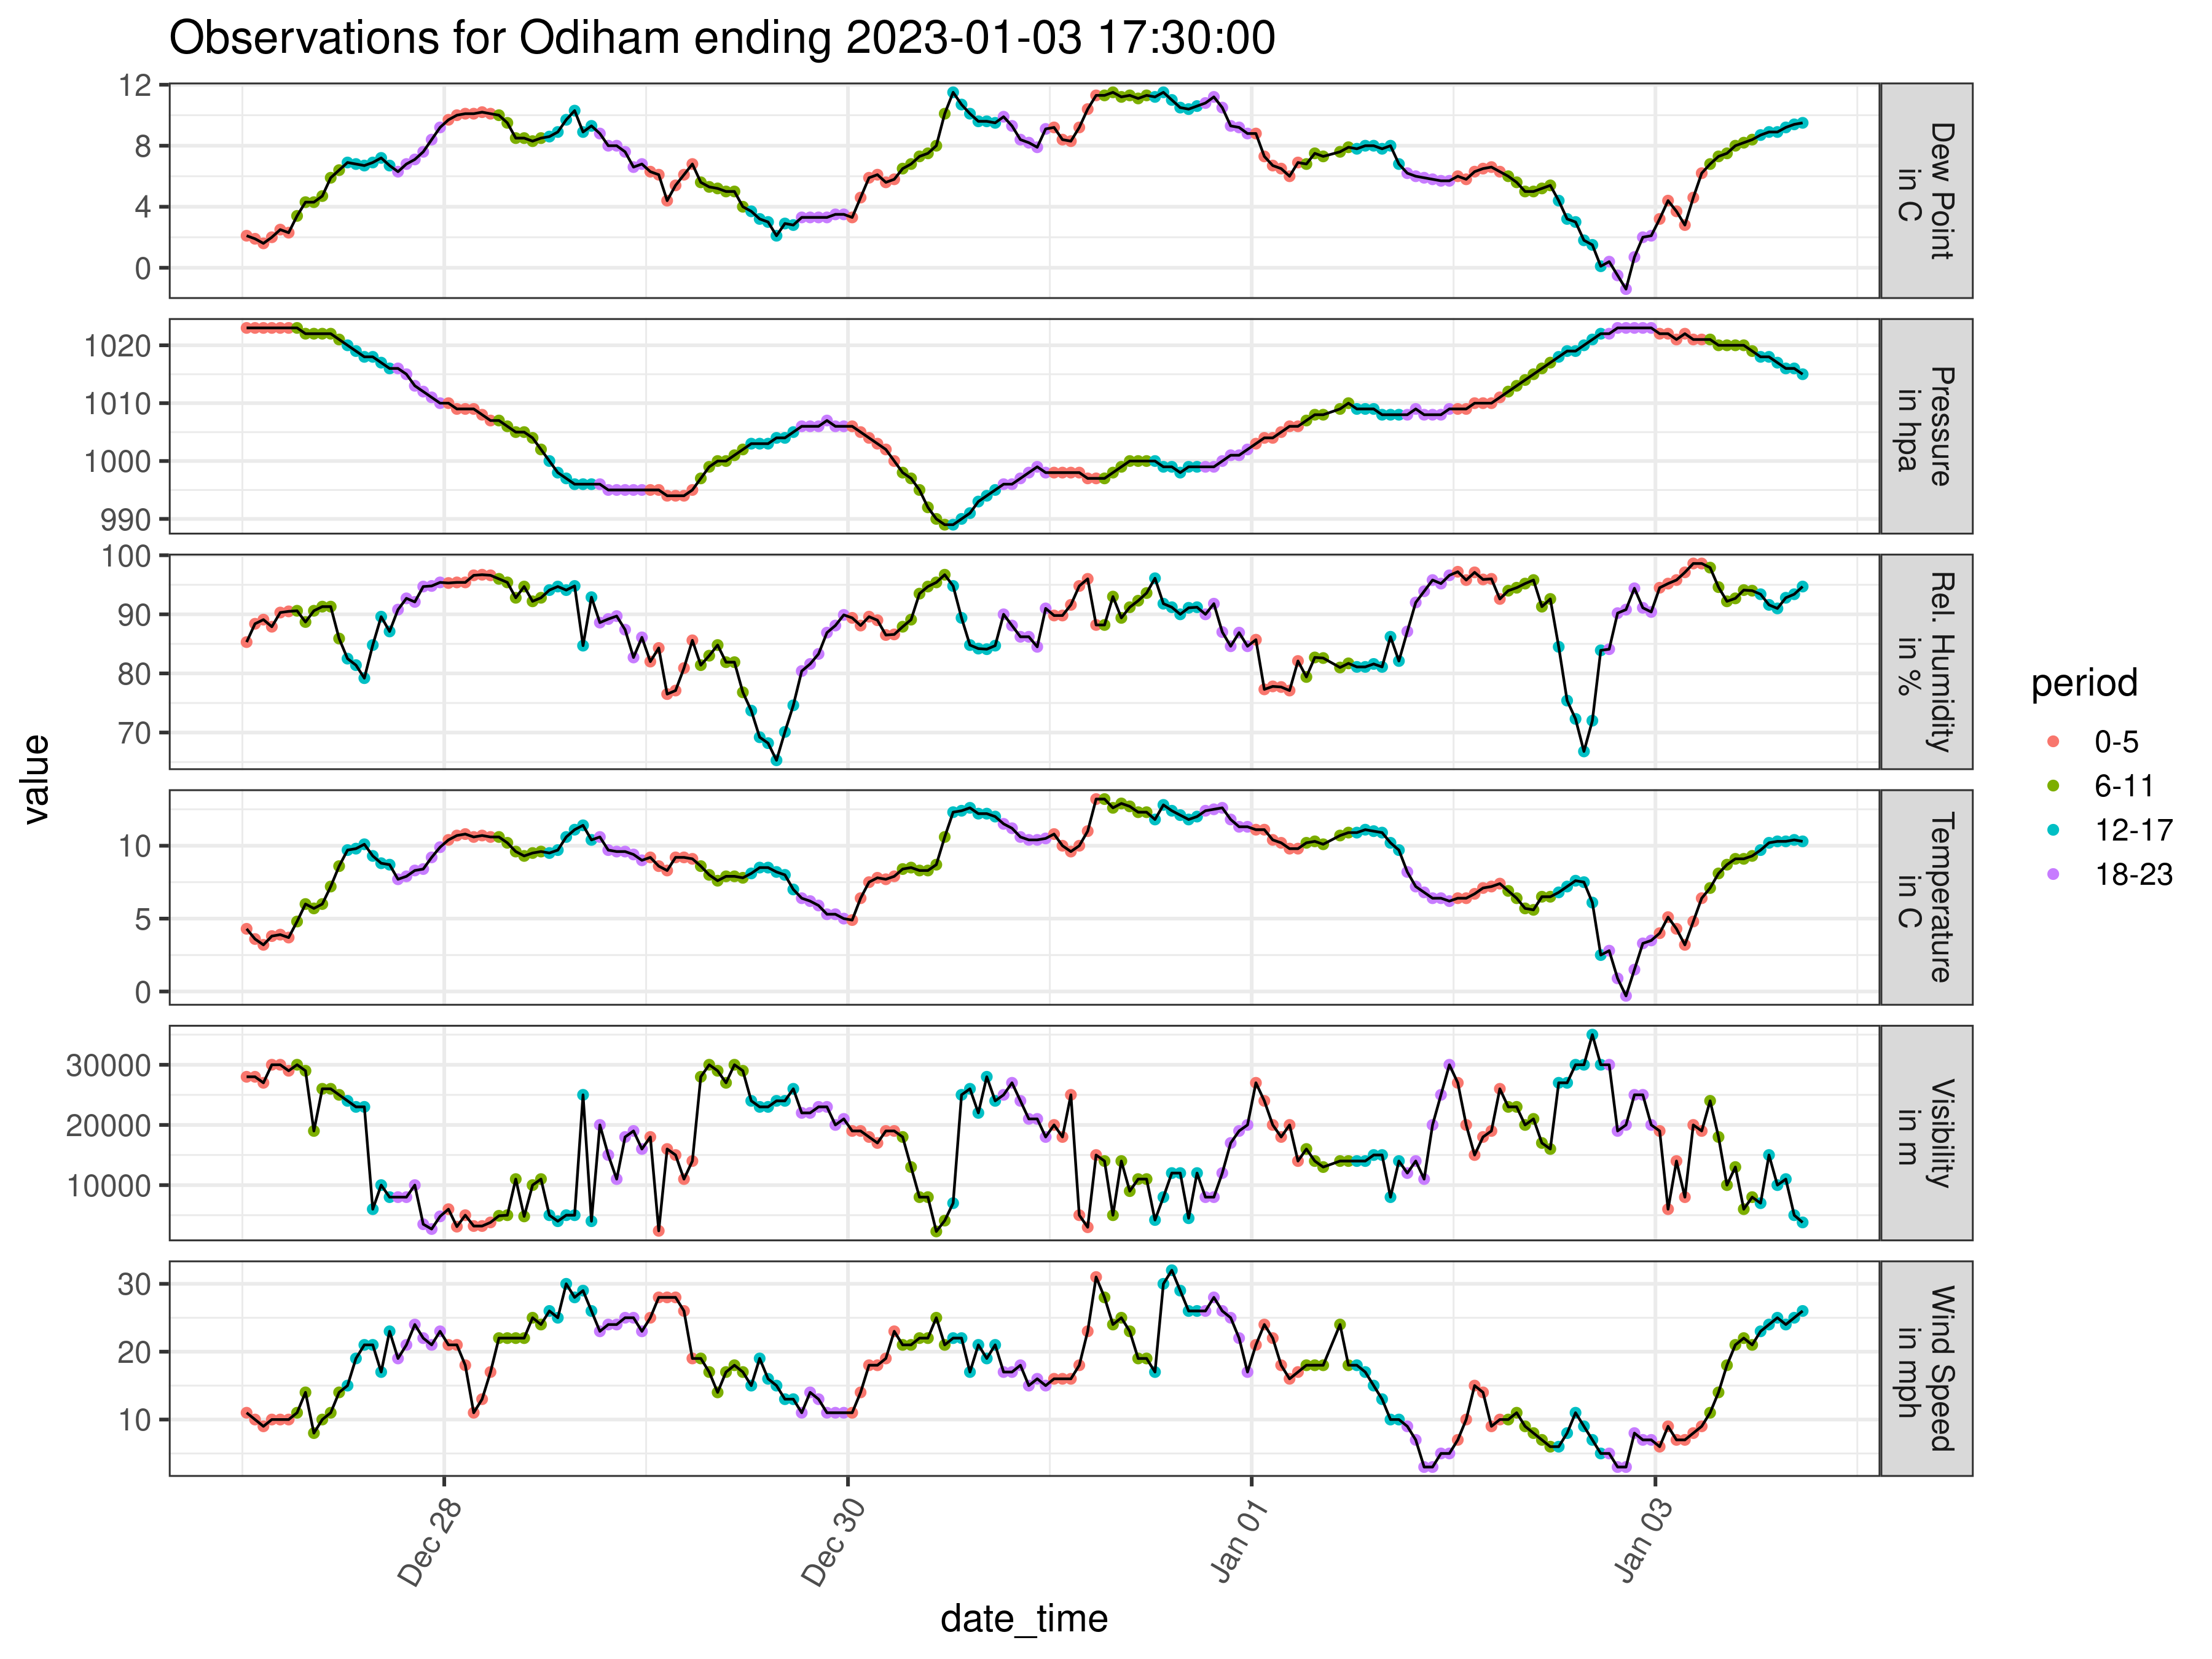 Observations for Odiham ending 2023-01-03 17:30:00
value
12
8
4
0
Dew Point
in C
1020
1010
1000
990
Pressure
in hpa
100
90
80
70
Rel. Humidity
in %
10
5
0
Temperature
in C
30000
20000
10000
Visibility
in m
30
20
10
Wind Speed
in mph
Dec 28
Dec 30
Jan 01
Jan 03
date_time
period
0-5
6-11
12-17
18-23